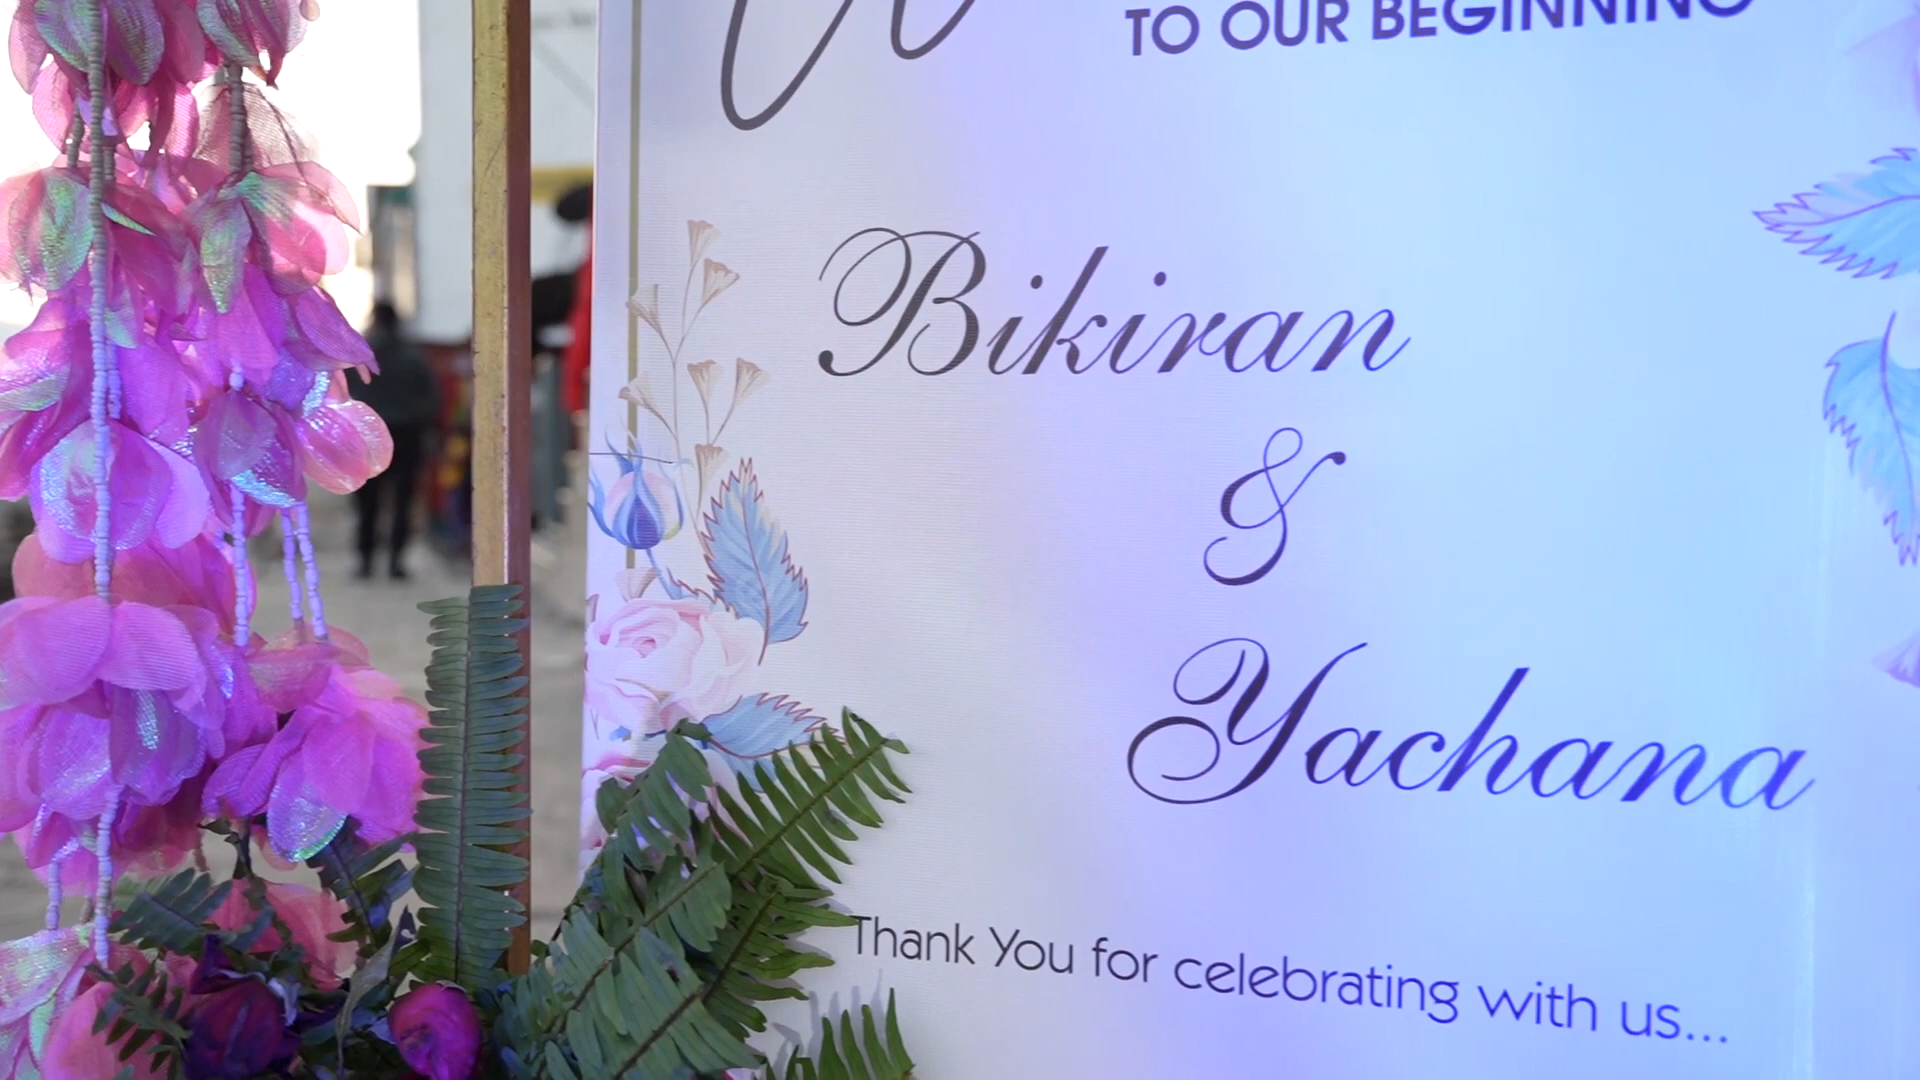 TO OUR BEGINNING
Bikiran
&
Yachana
Thank You for celebrating with us...